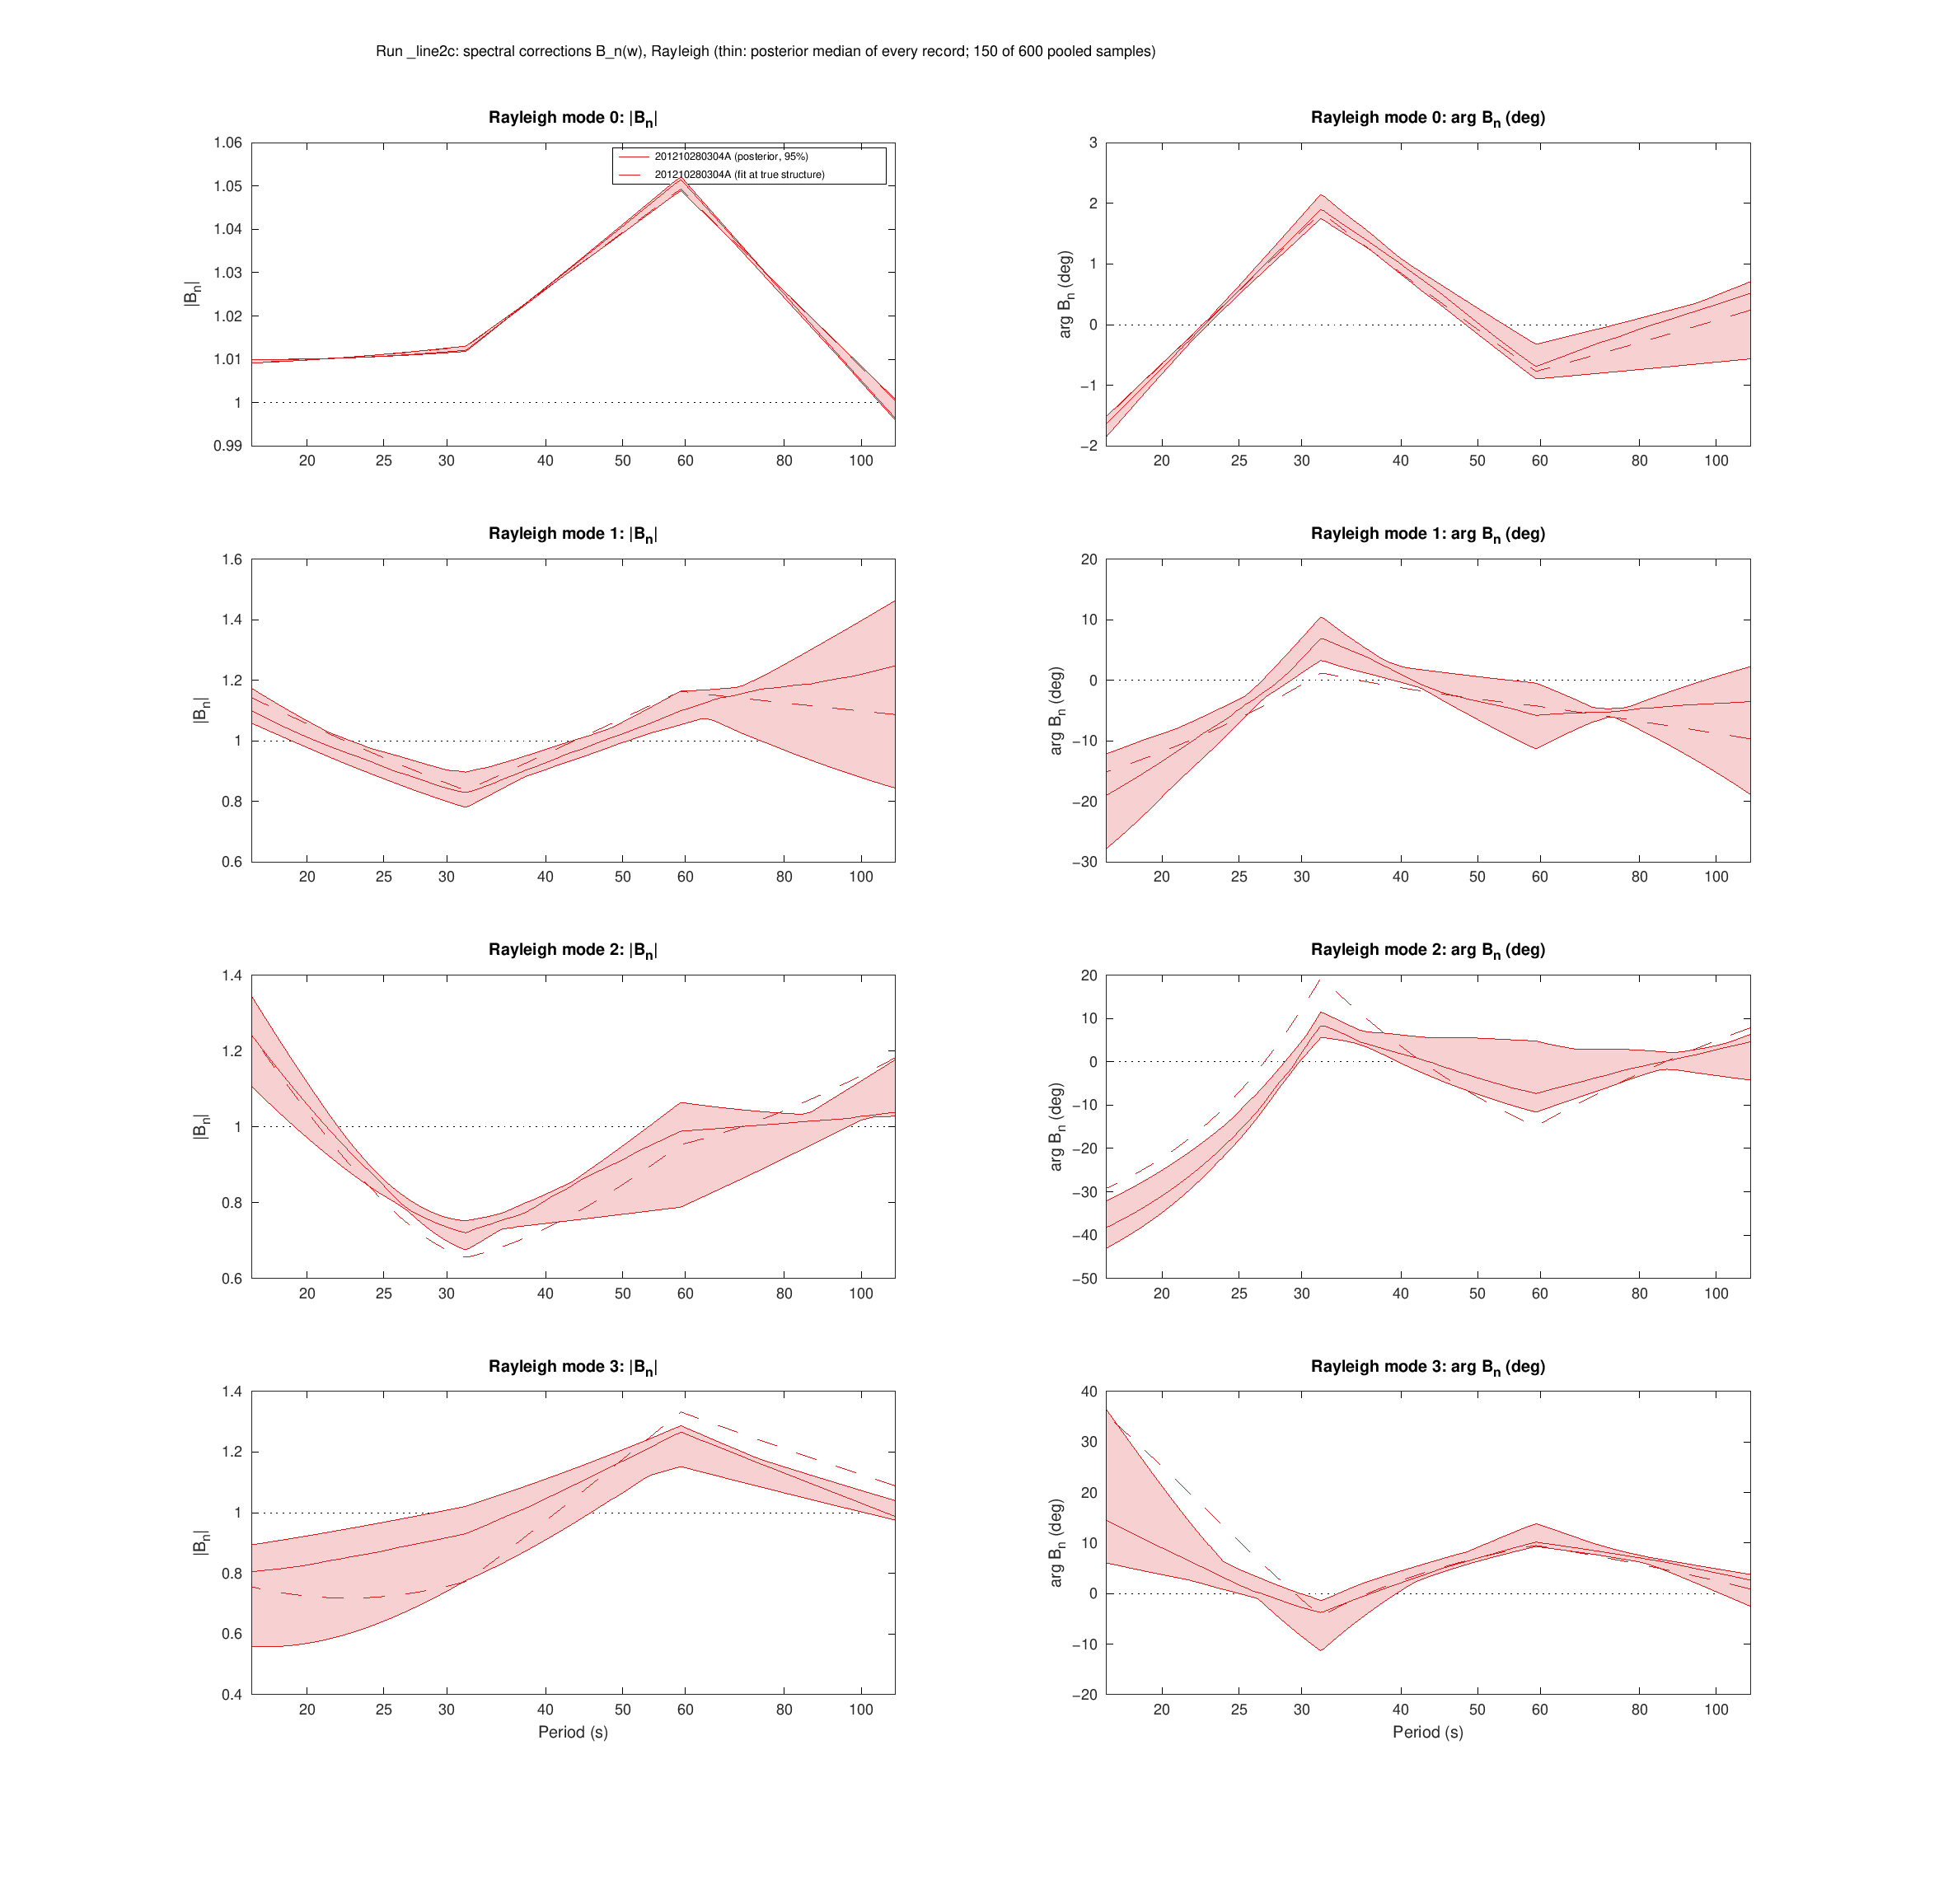 Run _line2c: spectral corrections B_n(w), Rayleigh (thin: posterior median of every record; 150 of 600 pooled samples)
Rayleigh mode 0: |Bn|
1.06
1.05
1.04
1.03
1.02
1.01
1
0.99
|Bn|
201210280304A (posterior, 95%)
201210280304A (fit at true structure)
20 25 30 40 50 60 80 100
Rayleigh mode 0: arg Bn (deg)
3
2
1
0
−1
−2
arg Bn (deg)
20 25 30 40 50 60 80 100
Rayleigh mode 1: |Bn|
1.6
1.4
1.2
1
0.8
0.6
|Bn|
20 25 30 40 50 60 80 100
Rayleigh mode 1: arg Bn (deg)
20
10
0
−10
−20
−30
arg Bn (deg)
20 25 30 40 50 60 80 100
Rayleigh mode 2: |Bn|
1.4
1.2
1
0.8
0.6
|Bn|
20 25 30 40 50 60 80 100
Rayleigh mode 2: arg Bn (deg)
20
10
0
−10
−20
−30
−40
−50
arg Bn (deg)
20 25 30 40 50 60 80 100
Rayleigh mode 3: |Bn|
1.4
1.2
1
0.8
0.6
0.4
|Bn|
20 25 30 40 50 60 80 100
Period (s)
Rayleigh mode 3: arg Bn (deg)
40
30
20
10
0
−10
−20
arg Bn (deg)
20 25 30 40 50 60 80 100
Period (s)